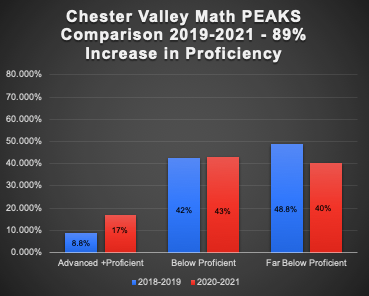 Chester Valley Math PEAKS
Comparison 2019-2021 - 89%
Increase in Proficiency
80.000%
70.000%
60.000%
50.000%
40.000%
30.000%
20.000%
10.000%
0.000%
8.8%
17%
42%
43%
48.8%
40%
Advanced +Proficient
Below Proficient
Far Below Proficient
2018-2019
2020-2021